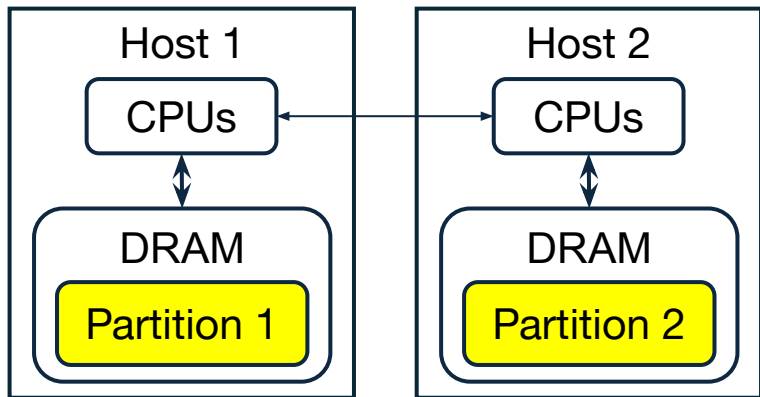 Host 1
CPUs
DRAM
Partition 1
Host 2
CPUs
DRAM
Partition 2